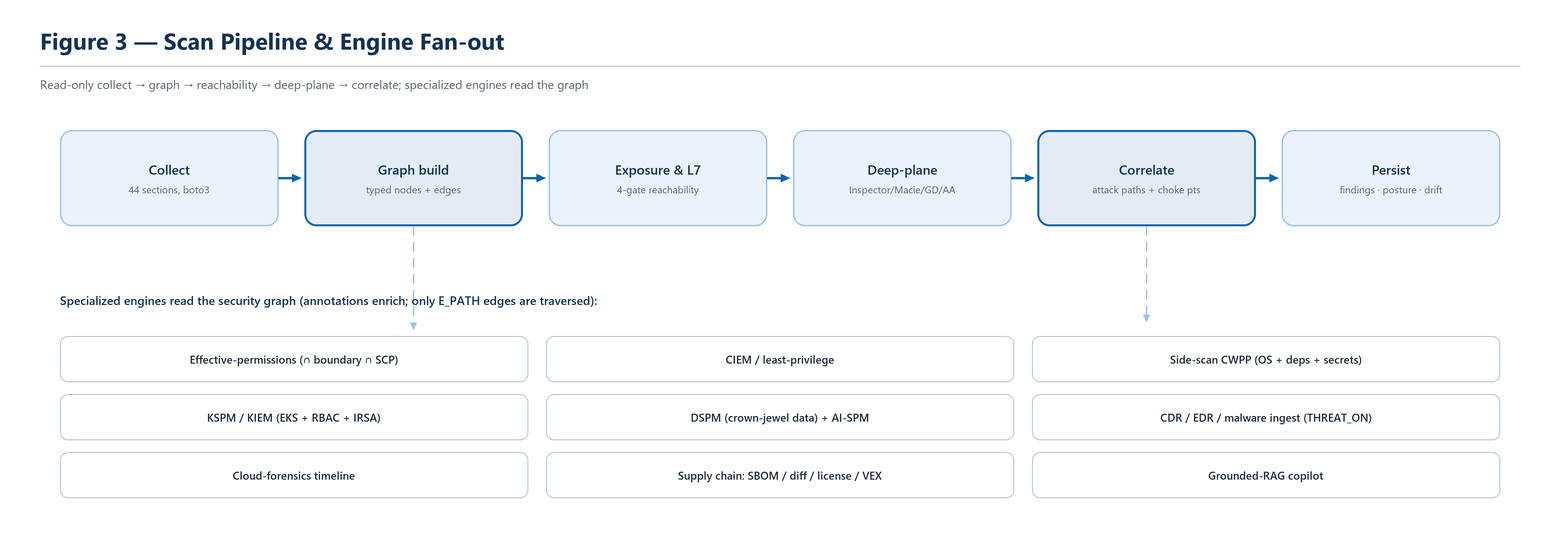 Figure 3 — Scan Pipeline & Engine Fan-out
Read-only collect → graph → reachability → deep-plane → correlate; specialized engines read the graph
Collect
44 sections, boto3
Graph build
typed nodes + edges
Exposure & L7
4-gate reachability
Deep-plane
Inspector/Macie/GD/AA
Correlate
attack paths + choke pts
Persist
findings · posture · drift
Specialized engines read the security graph (annotations enrich; only E_PATH edges are traversed):
Effective-permissions (∩ boundary ∩ SCP)
CIEM / least-privilege
Side-scan CWPP (OS + deps + secrets)
KSPM / KIEM (EKS + RBAC + IRSA)
DSPM (crown-jewel data) + AI-SPM
CDR / EDR / malware ingest (THREAT_ON)
Cloud-forensics timeline
Supply chain: SBOM / diff / license / VEX
Grounded-RAG copilot